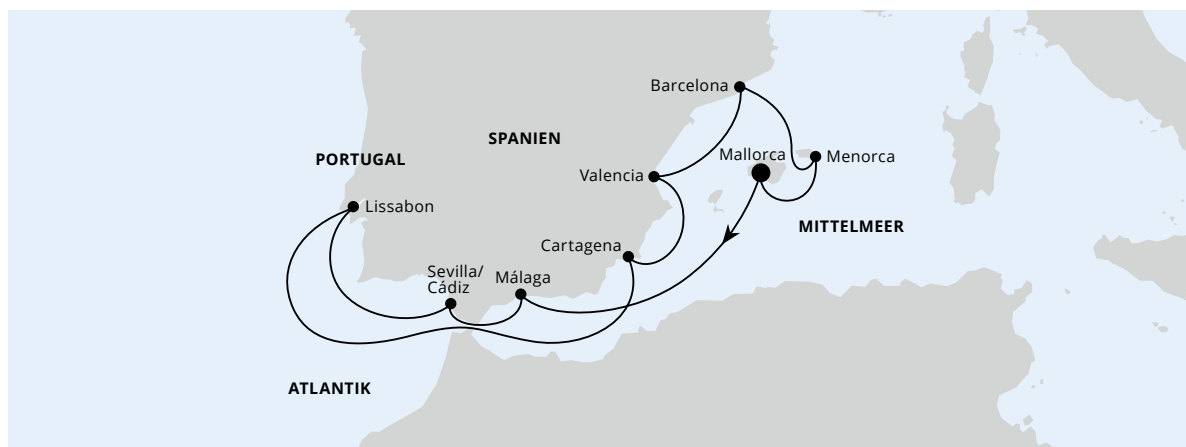 Barcelona
SPANIEN
Mallorca
Menorca
PORTUGAL
Valencia
Lissabon
MITTELMEER
Cartagena
Sevilla/
Cádiz
Málaga
ATLANTIK